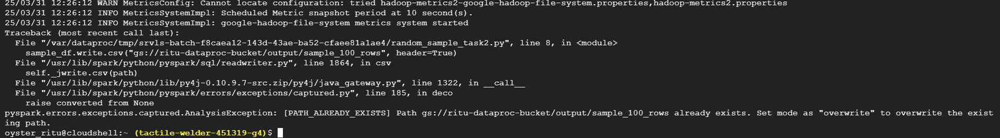 25/03/31 12:26:12 WARN MetricsConfig: Cannot locate configuration: tried hadoop-metrics2-google-hadoop-file-system.properties,hadoop-metrics2.properties
25/03/31 12:26:12 INFO MetricsSystemImpl: Scheduled Metric snapshot period at 10 second(s).
25/03/31 12:26:12 INFO MetricsSystemImpl: google-hadoop-file-system metrics system started
Traceback (most recent call last):
  File "/var/dataproc/tmp/srvls-batch-f8caea12-143d-43ae-ba52-cfaee81a1ae4/random_sample_task2.py", line 8, in <module>
    sample_df.write.csv("gs://ritu-dataproc-bucket/output/sample_100_rows", header=True)
  File "/usr/lib/spark/python/pyspark/sql/readwriter.py", line 1864, in csv
    self._jwrite.csv(path)
  File "/usr/lib/spark/python/lib/py4j-0.10.9.7-src.zip/py4j/java_gateway.py", line 1322, in __call__
  File "/usr/lib/spark/python/pyspark/errors/exceptions/captured.py", line 185, in deco
    raise converted from None
pyspark.errors.exceptions.captured.AnalysisException: [PATH_ALREADY_EXISTS] Path gs://ritu-dataproc-bucket/output/sample_100_rows already exists. Set mode as "overwrite" to overwrite the exist
ing path.
oyster_ritu@cloudshell:~ (tactile-welder-451319-g4)$